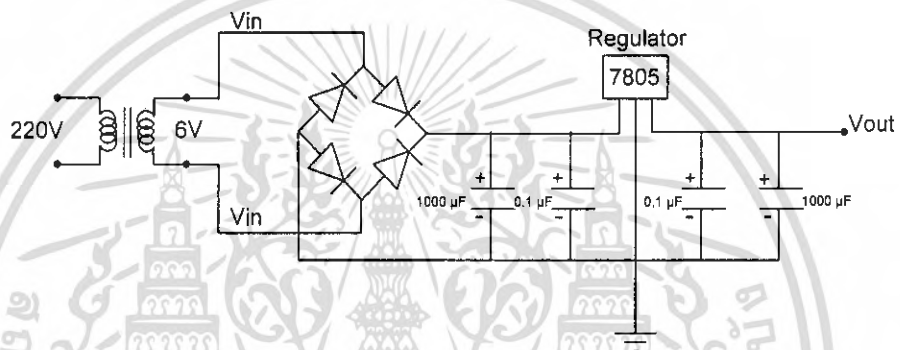 Vin
Regulator
7805
220V
6V
Vout
+
+
+
+
1000 µF
0.1 µF
0.1 µF
1000 µF
-
-
-
-
Vin